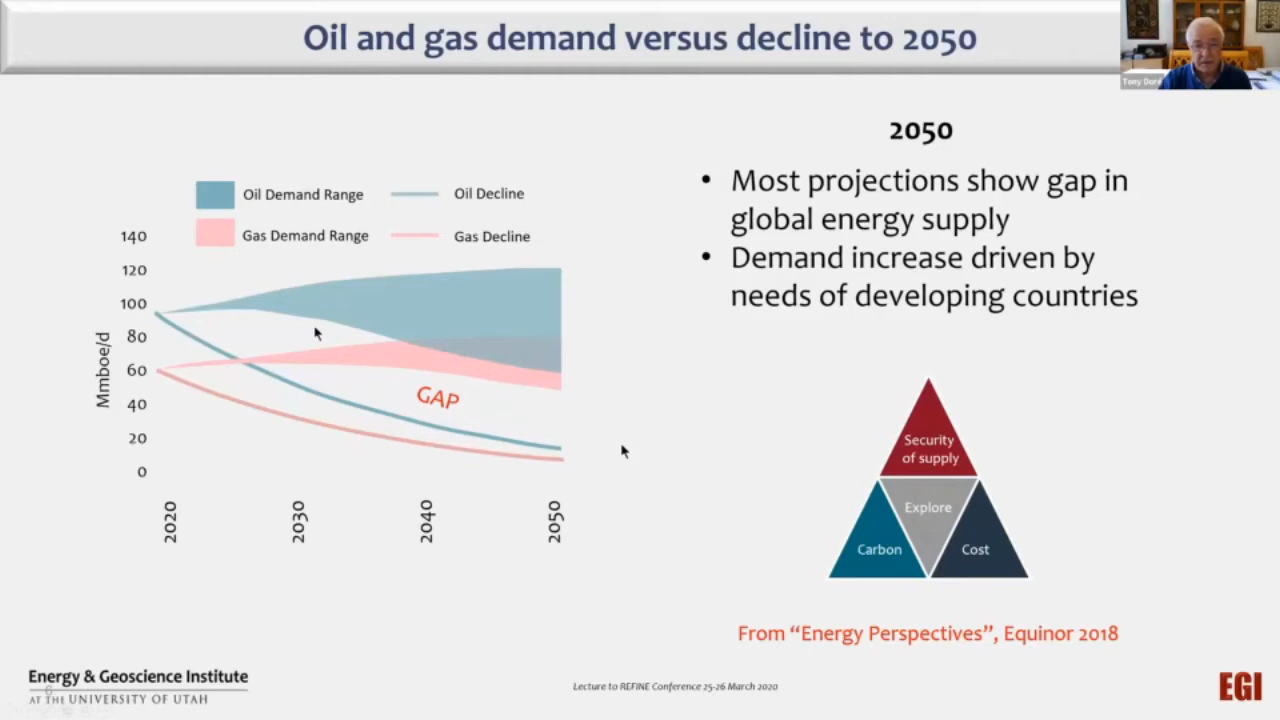 Oil and gas demand versus decline to 2050
Tony Doré
2050
• Most projections show gap in
global energy supply
• Demand increase driven by
needs of developing countries
Oil Demand Range
Oil Decline
Gas Demand Range
Gas Decline
140
120
100
80
60
40
20
0
Mmboe/d
GAP
2020
2030
2040
2050
Security
of supply
Explore
Carbon
Cost
From “Energy Perspectives”, Equinor 2018
Energy & Geoscience Institute
AT THE UNIVERSITY OF UTAH
6
Lecture to REFINE Conference 25-26 March 2020
EGI